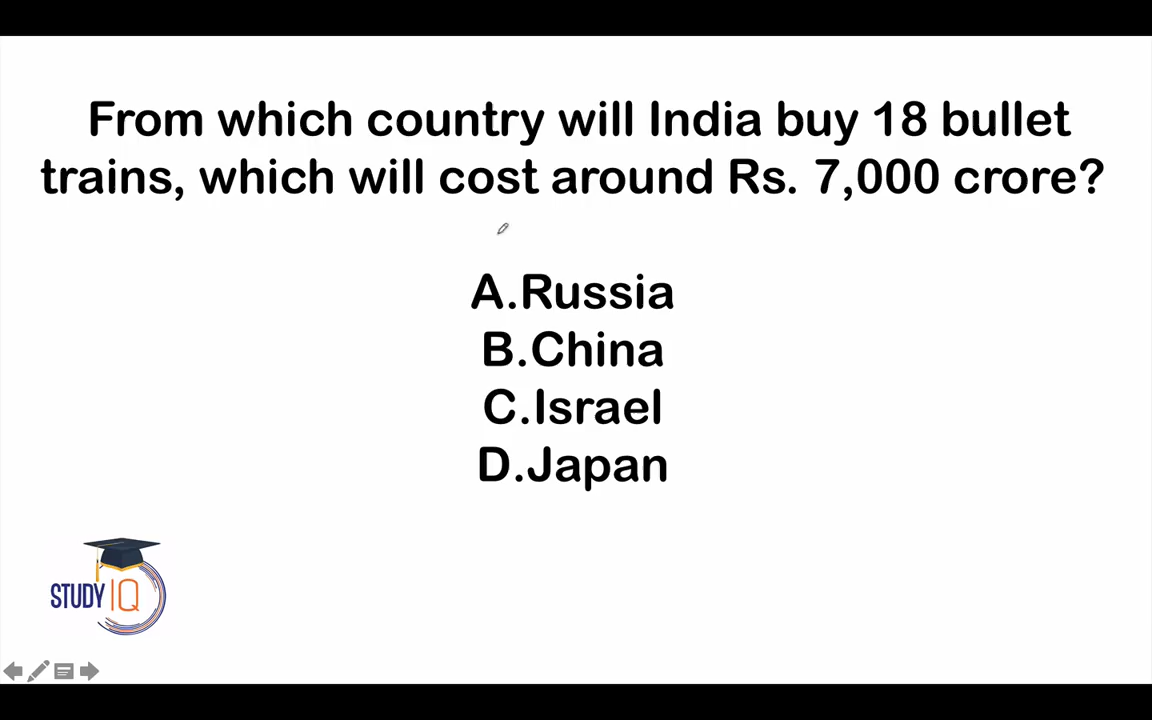 From which country will India buy 18 bullet
trains, which will cost around Rs. 7,000 crore?
A.Russia
B.China
C.Israel
D.Japan
STUDY IQ